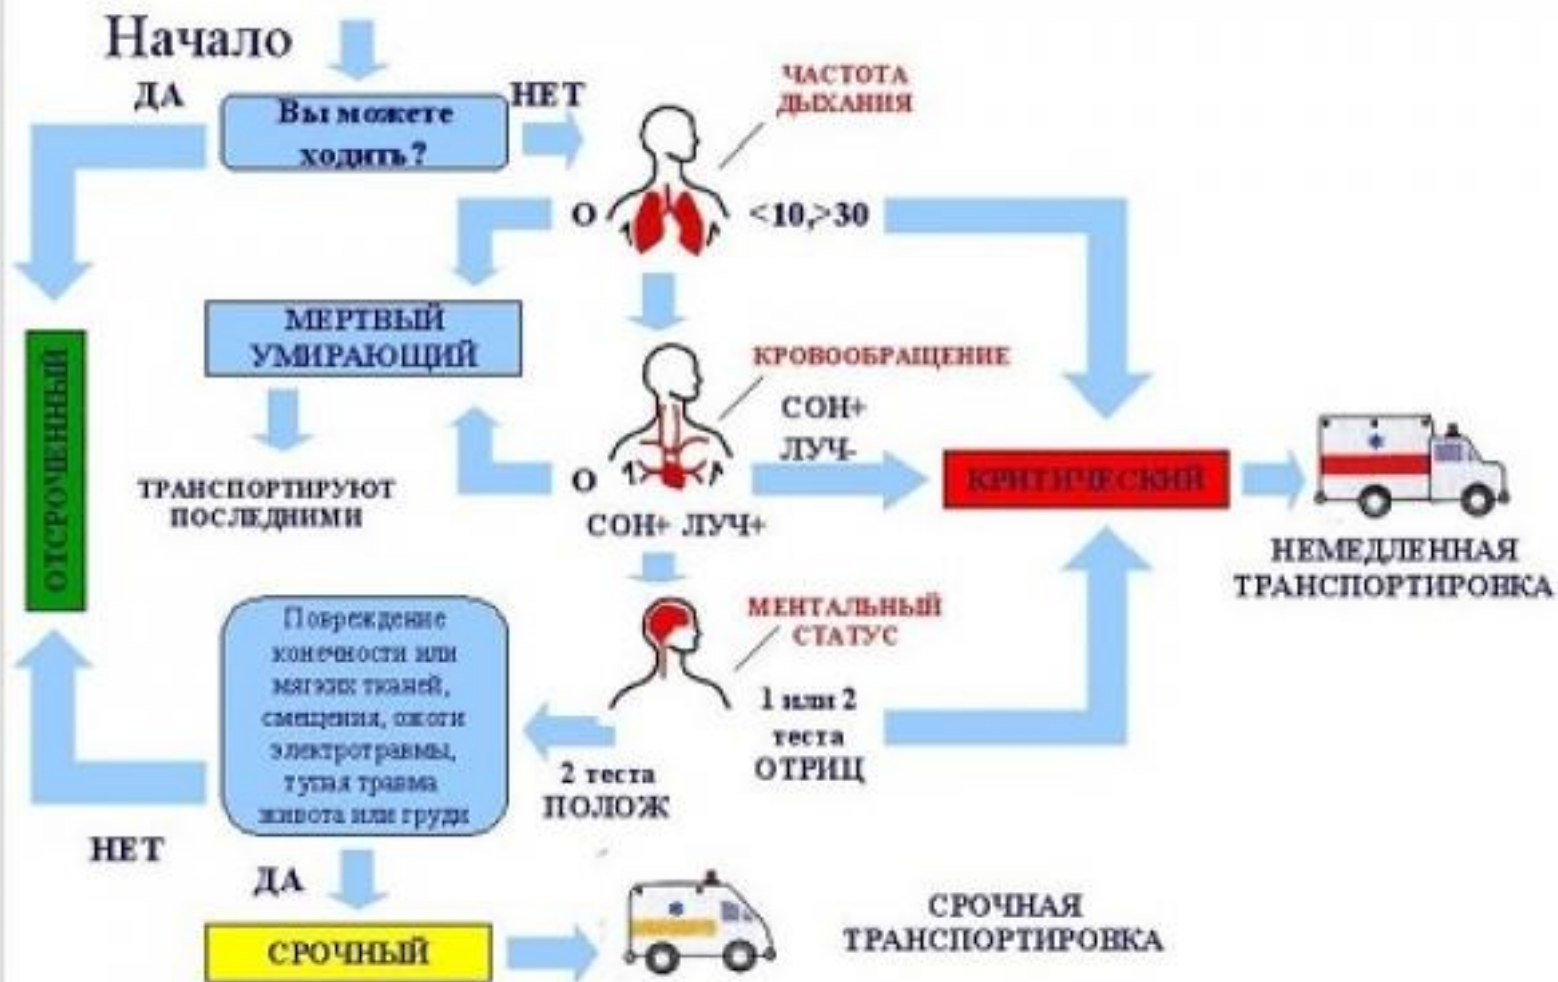 Начало
ДА
НЕТ
Вы можете
ходить?
ЧАСТОТА
ДЫХАНИЯ
О
<10,>30
МЕРТВЫЙ
УМИРАЮЩИЙ
КРОВООБРАЩЕНИЕ
СОН+
ЛУЧ-
ОТСРОЧЕННЫЙ
ТРАНСПОРТИРУЮТ
ПОСЛЕДНИМИ
О
КРИТИЧЕСКИЙ
СОН+ ЛУЧ+
НЕМЕДЛЕННАЯ
ТРАНСПОРТИРОВКА
МЕНТАЛЬНЫЙ
СТАТУС
Повреждение
конечности или
мягких тканей,
смещения, ожоги
электротравмы,
тупая травма
живота или груди
1 или 2
теста
ОТРИЦ
2 теста
ПОЛОЖ
НЕТ
ДА
СРОЧНЫЙ
СРОЧНАЯ
ТРАНСПОРТИРОВКА